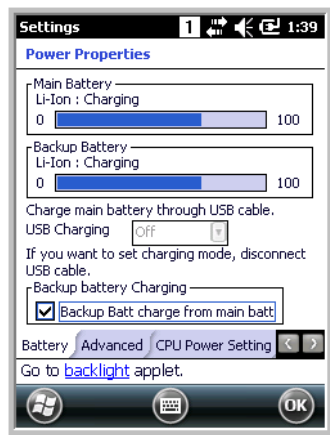 Settings 1 1:39
Power Properties
Main Battery
Li-Ion : Charging
0 100
Backup Battery
Li-Ion : Charging
0 100
Charge main battery through USB cable.
USB Charging Off
If you want to set charging mode, disconnect
USB cable.
Backup battery Charging
Backup Batt charge from main batt
Battery Advanced CPU Power Setting
Go to backlight applet.
OK